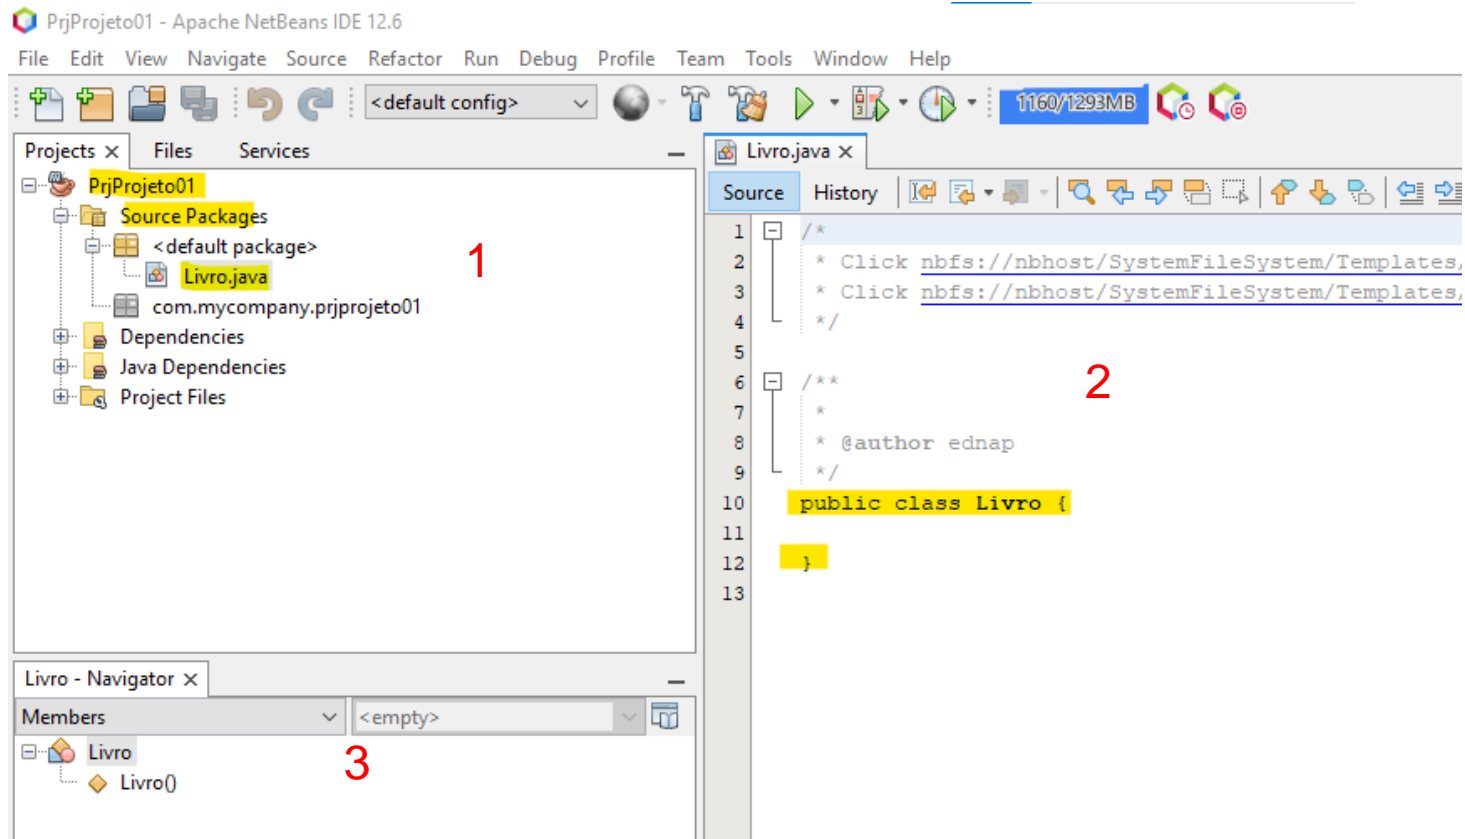 PrjProjeto01 - Apache NetBeans IDE 12.6
File Edit View Navigate Source Refactor Run Debug Profile Team Tools Window Help
<default config>
1160/1293MB
Projects Files Services
PrjProjeto01
Source Packages
<default package>
Livro.java
com.mycompany.prjprojeto01
Dependencies
Java Dependencies
Project Files
1
Livro - Navigator
Members <empty>
Livro
Livro()
3
Livro.java
Source History
1 /*
2 * Click nbfs://nbhost/SystemFileSystem/Templates/
3 * Click nbfs://nbhost/SystemFileSystem/Templates/
4 */
5
6 /**
7 *
8 * @author ednap
9 */
10 public class Livro {
11
12 }
13
2